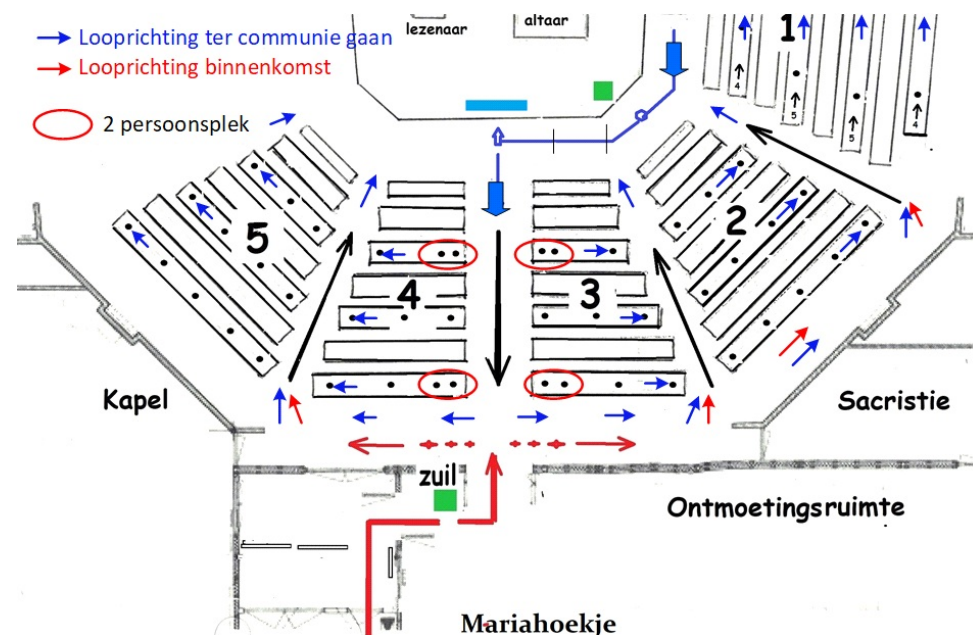 lezenaar
altaar
Looprichting ter communie gaan
Looprichting binnenkomst
2 persoonsplek
1
4
5
5
4
2
5
4
3
Kapel
Sacristie
zuil
Ontmoetingsruimte
Mariahoekje